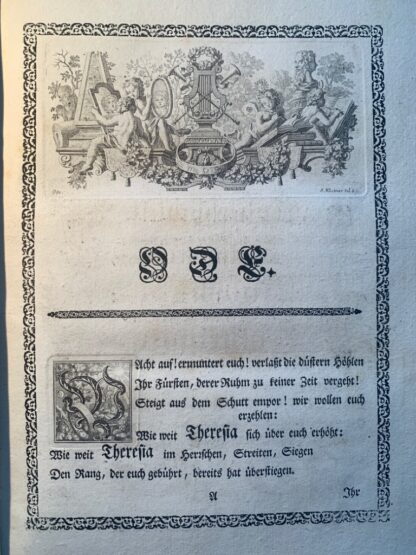 ODE.
WAcht auf! ermuntert euch! verlaßt die düstern Höhlen
Ihr Fürsten, derer Ruhm zu keiner Zeit vergeht!
Steigt aus dem Schutt empor! wir wollen euch
erzehlen:
Wie weit Theresia sich über euch erhöht:
Wie weit Theresia im Herrschen, Streiten, Siegen
Den Rang, der euch gebührt, bereits hat überstiegen.
A
Ihr